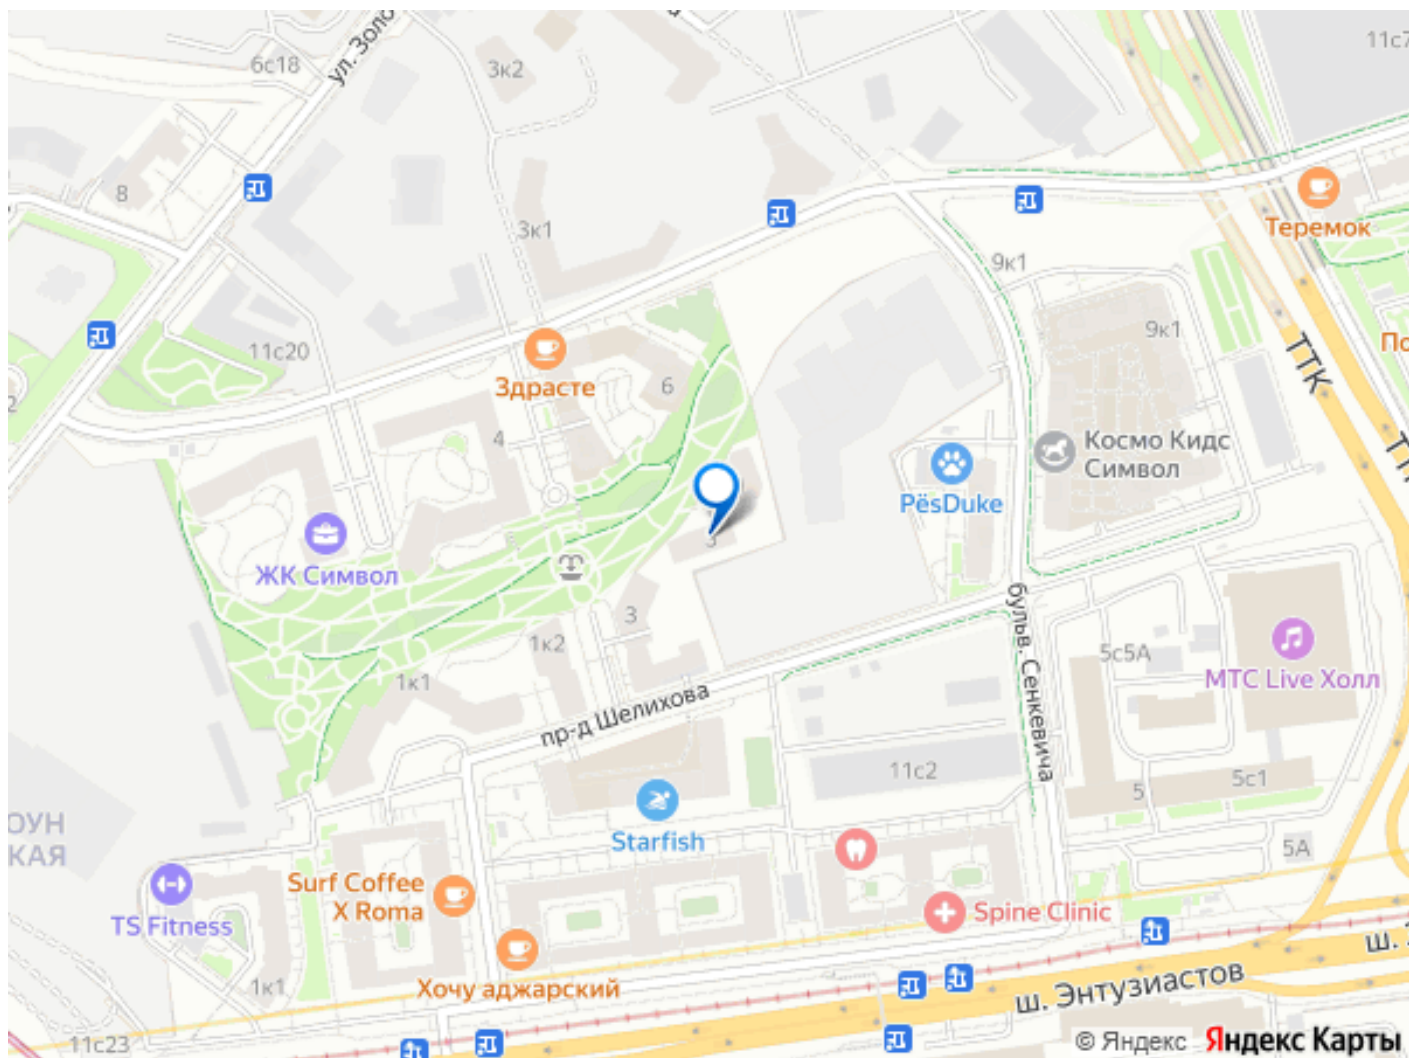 11с7
6с18
ул. Золо
3к2
8
3к1
Теремок
9к1
9к1
ТТК
11с20
Здрасте
6
4
По
Космо Кидс
Символ
PёsDuke
ЖК Символ
3
3
1к2
1к1
бульв. Сенкевича
5с5А
МТС Live Холл
пр-д Шелихова
11с2
5
5с1
5А
Starfish
ОУН
КАЯ
Surf Coffee
X Roma
TS Fitness
Spine Clinic
1к1
Хочу аджарский
ш. Энтузиастов
11с23
© Яндекс Яндекс Карты